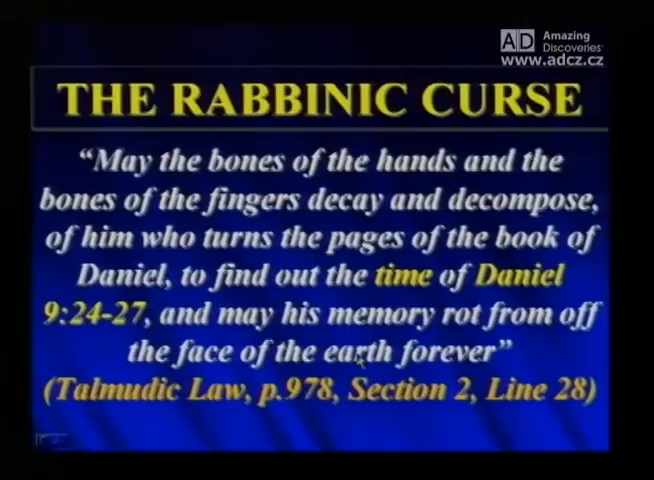 AD Amazing
Discoveries
www.adcz.cz
THE RABBINIC CURSE
“May the bones of the hands and the
bones of the fingers decay and decompose,
of him who turns the pages of the book of
Daniel, to find out the time of Daniel
9:24-27, and may his memory rot from off
the face of the earth forever”
(Talmudic Law, p.978, Section 2, Line 28)